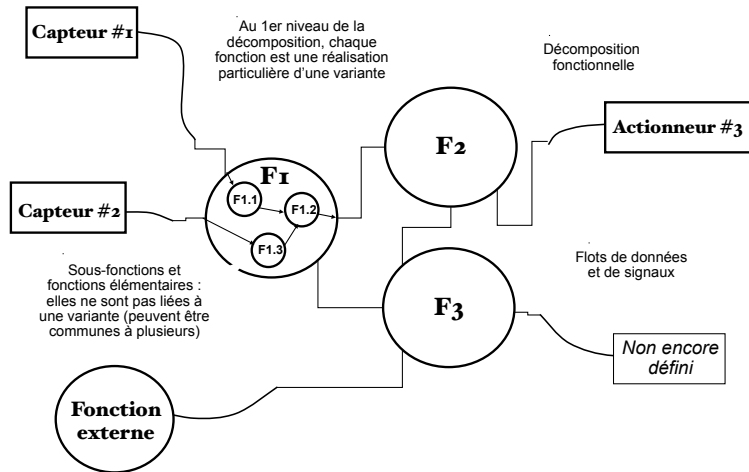 Capteur #1
Au 1er niveau de la
décomposition, chaque
fonction est une réalisation
particulière d'une variante
Décomposition
fonctionnelle
Actionneur #3
F2
F1
F1.1
F1.2
F1.3
Capteur #2
Sous-fonctions et
fonctions élémentaires :
elles ne sont pas liées à
une variante (peuvent être
communes à plusieurs)
Flots de données
et de signaux
F3
Non encore
défini
Fonction
externe